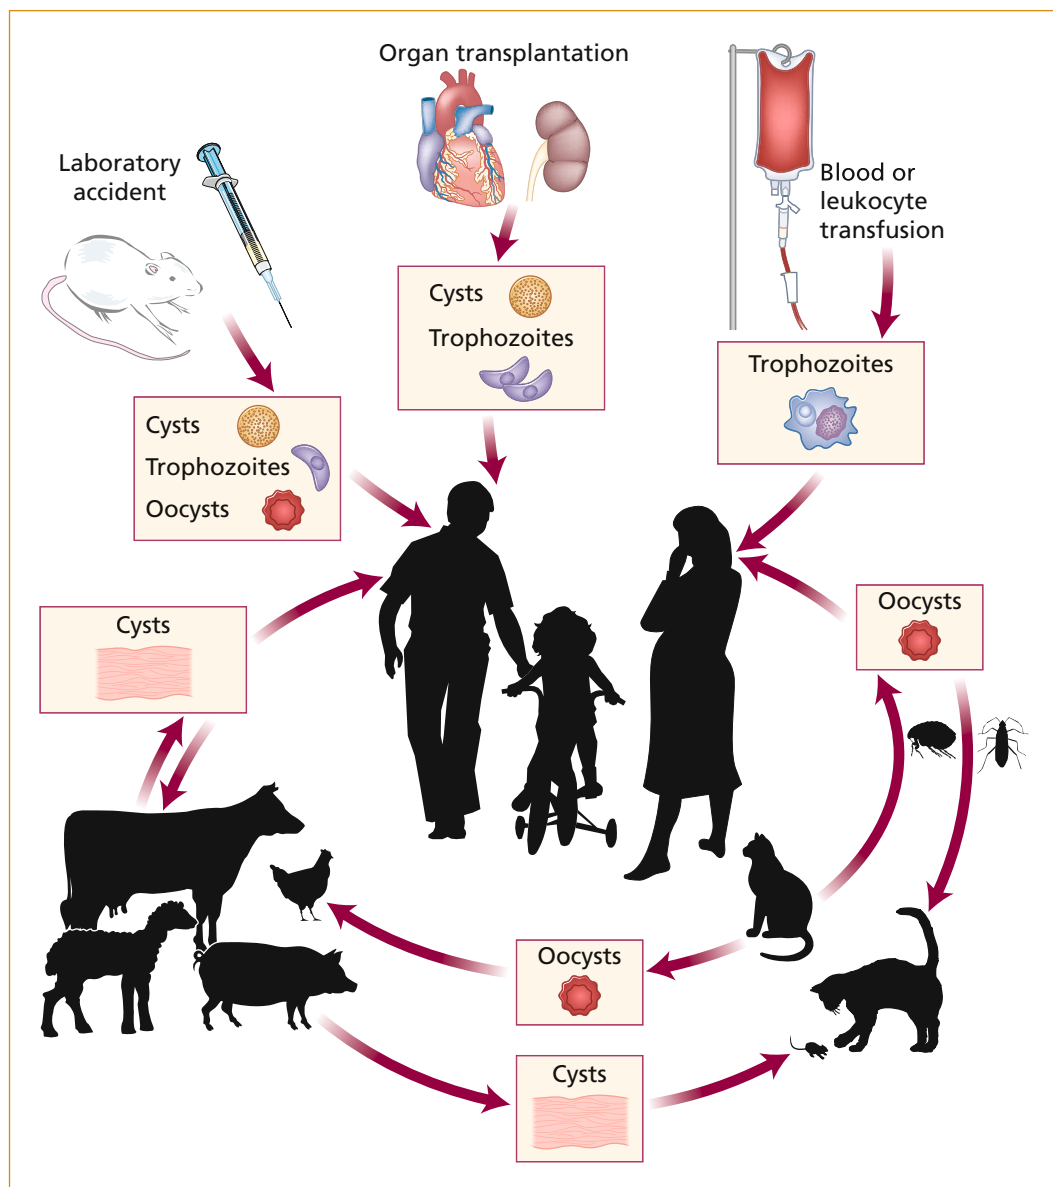 Organ transplantation
Laboratory
accident
Blood or
leukocyte
transfusion
Cysts
Trophozoites
Trophozoites
Cysts
Trophozoites
Oocysts
Cysts
Oocysts
Oocysts
Cysts